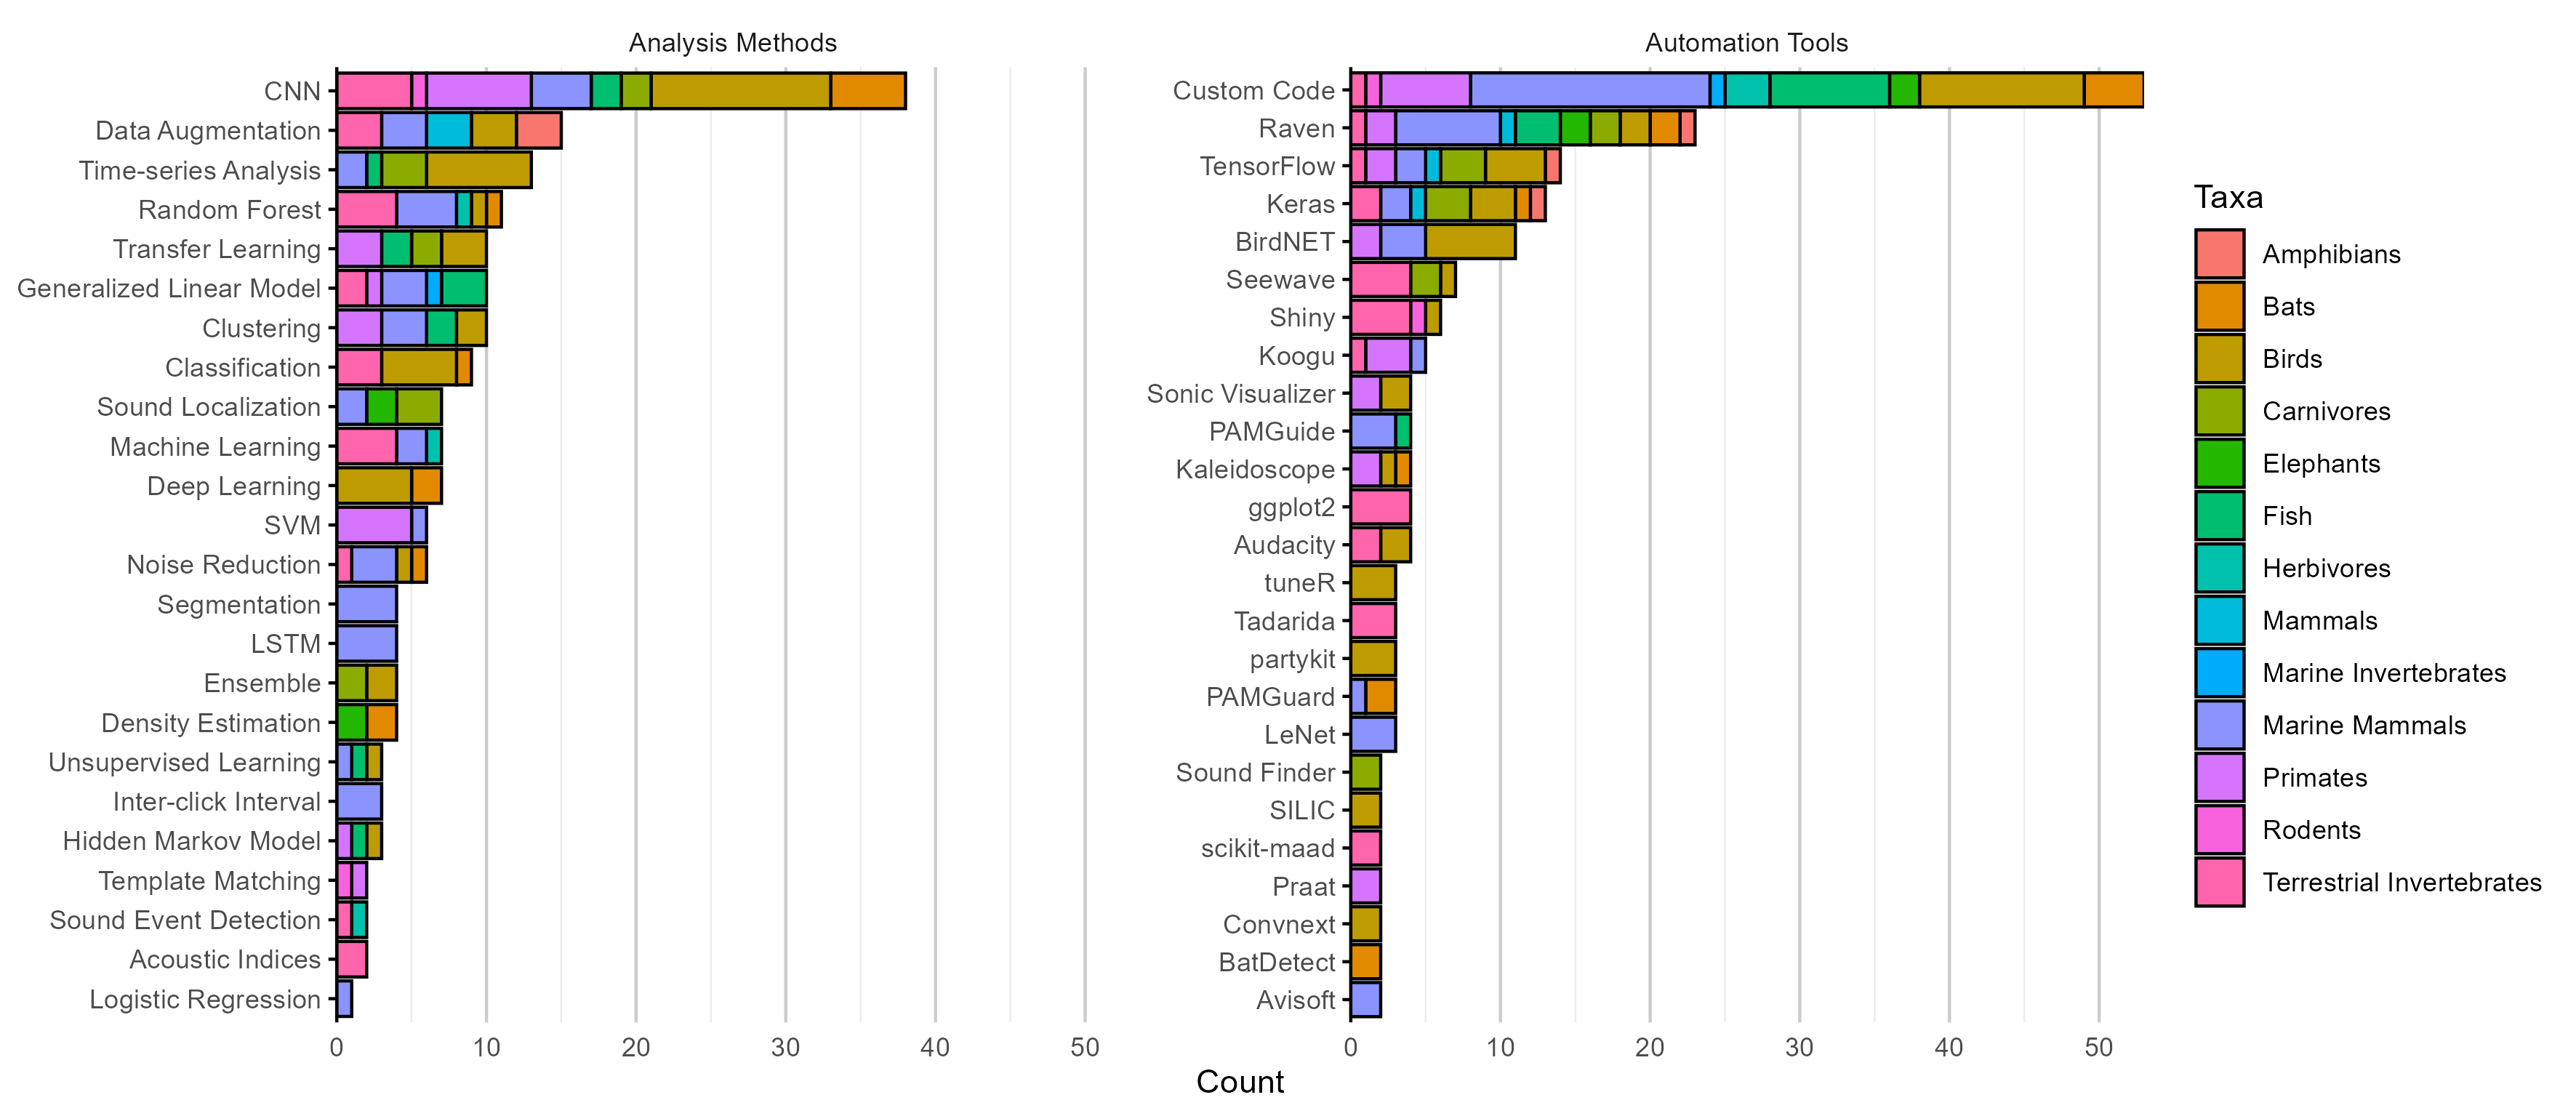 Analysis Methods
CNN
Data Augmentation
Time-series Analysis
Random Forest
Transfer Learning
Generalized Linear Model
Clustering
Classification
Sound Localization
Machine Learning
Deep Learning
SVM
Noise Reduction
Segmentation
LSTM
Ensemble
Density Estimation
Unsupervised Learning
Inter-click Interval
Hidden Markov Model
Template Matching
Sound Event Detection
Acoustic Indices
Logistic Regression
0 10 20 30 40 50
Automation Tools
Custom Code
Raven
TensorFlow
Keras
BirdNET
Seewave
Shiny
Koogu
Sonic Visualizer
PAMGuide
Kaleidoscope
ggplot2
Audacity
tuneR
Tadarida
partykit
PAMGuard
LeNet
Sound Finder
SILIC
scikit-maad
Praat
Convnext
BatDetect
Avisoft
0 10 20 30 40 50
Count
Taxa
Amphibians
Bats
Birds
Carnivores
Elephants
Fish
Herbivores
Mammals
Marine Invertebrates
Marine Mammals
Primates
Rodents
Terrestrial Invertebrates